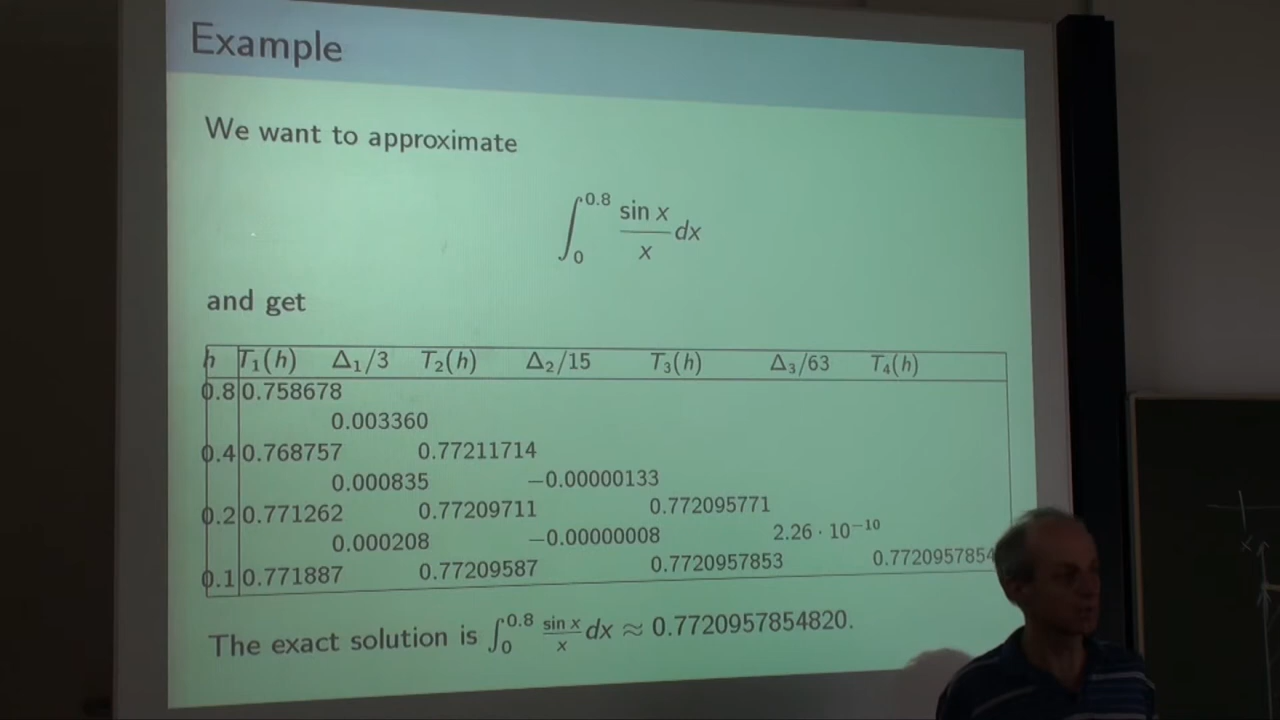 Example
We want to approximate
∫₀^0.8 sin x / x dx
and get
h T₁(h) Δ₁/3 T₂(h) Δ₂/15 T₃(h) Δ₃/63 T₄(h)
0.8 0.758678
0.003360
0.4 0.768757 0.77211714
0.000835 −0.00000133
0.2 0.771262 0.77209711 0.772095771
0.000208 −0.00000008 2.26 · 10⁻¹⁰
0.1 0.771887 0.77209587 0.7720957853 0.7720957854
The exact solution is ∫₀^0.8 sin x / x dx ≈ 0.7720957854820.